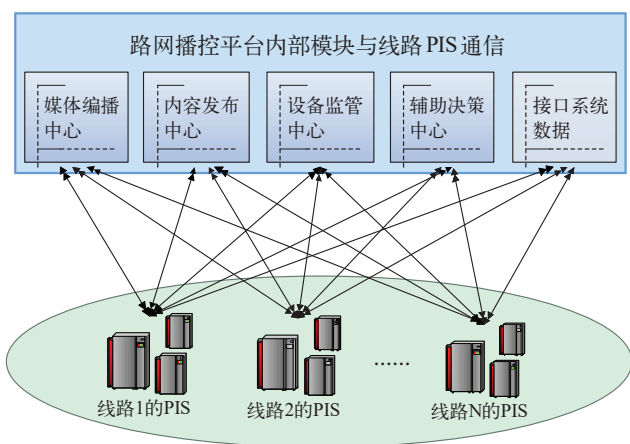 路网播控平台内部模块与线路PIS通信
媒体编播
中心
内容发布
中心
设备监管
中心
辅助决策
中心
接口系统
数据
......
线路1的PIS
线路2的PIS
线路N的PIS